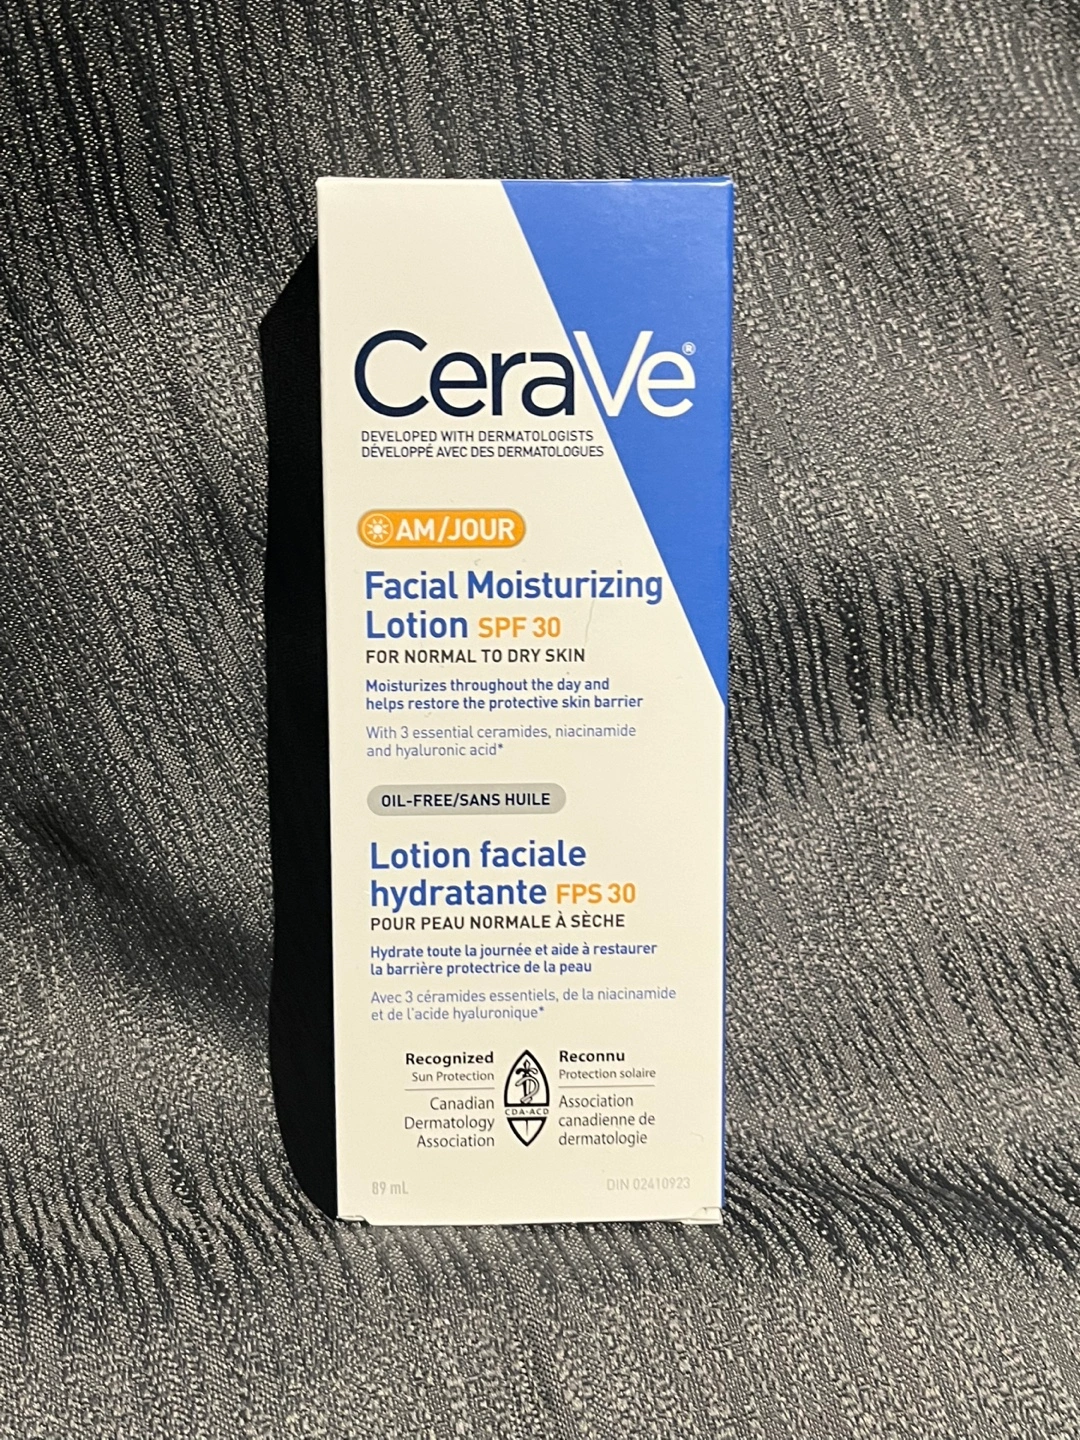 CeraVe®
DEVELOPED WITH DERMATOLOGISTS
DÉVELOPPÉ AVEC DES DERMATOLOGUES
AM/JOUR
Facial Moisturizing
Lotion SPF 30
FOR NORMAL TO DRY SKIN
Moisturizes throughout the day and
helps restore the protective skin barrier
With 3 essential ceramides, niacinamide
and hyaluronic acid*
OIL-FREE/SANS HUILE
Lotion faciale
hydratante FPS 30
POUR PEAU NORMALE À SÈCHE
Hydrate toute la journée et aide à restaurer
la barrière protectrice de la peau
Avec 3 céramides essentiels, de la niacinamide
et de l'acide hyaluronique*
Recognized
Sun Protection
Canadian
Dermatology
Association
CDA-ACD
Reconnu
Protection solaire
Association
canadienne de
dermatologie
89 mL
DIN 02410923